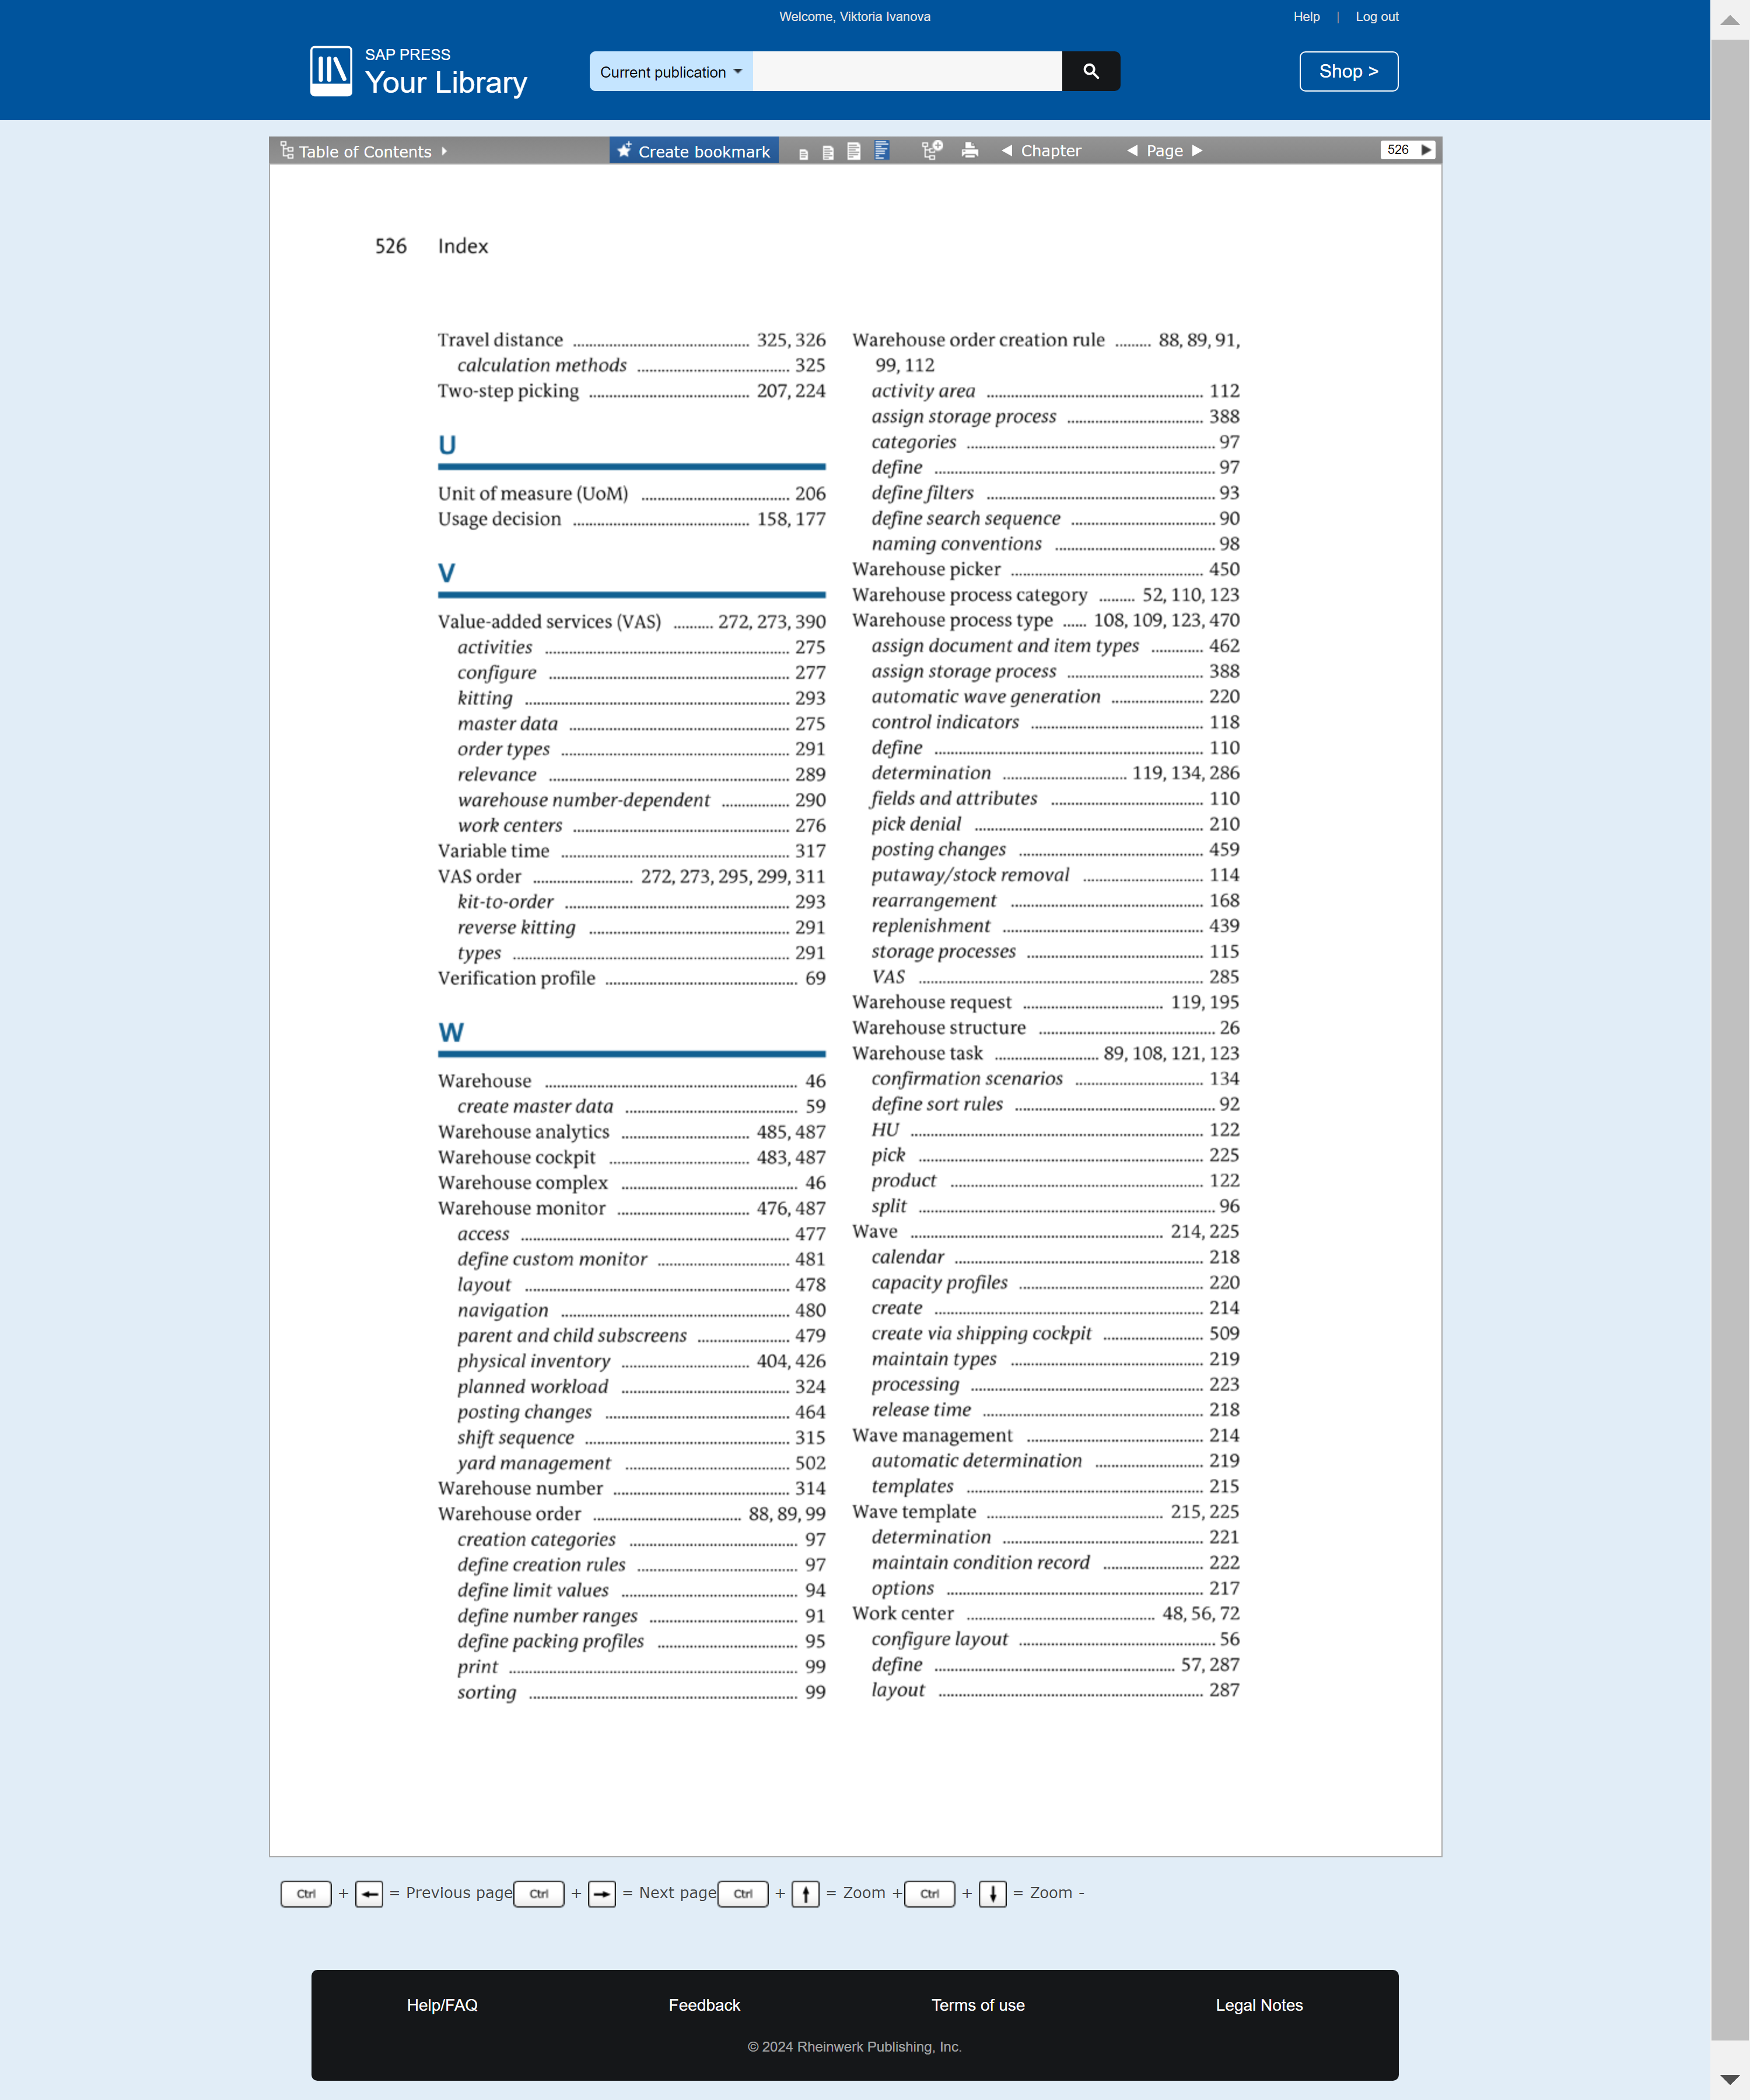 Welcome, Viktoria Ivanova
Help | Log out
SAP PRESS
Your Library
Current publication
Shop >
Table of Contents
Create bookmark
Chapter
Page
526
526 Index
Travel distance ........ 325, 326
calculation methods ........ 325
Two-step picking ........ 207, 224
U
Unit of measure (UoM) ........ 206
Usage decision ........ 158, 177
V
Value-added services (VAS) ........ 272, 273, 390
activities ........ 275
configure ........ 277
kitting ........ 293
master data ........ 275
order types ........ 291
relevance ........ 289
warehouse number-dependent ........ 290
work centers ........ 276
Variable time ........ 317
VAS order ........ 272, 273, 295, 299, 311
kit-to-order ........ 293
reverse kitting ........ 291
types ........ 291
Verification profile ........ 69
W
Warehouse ........ 46
create master data ........ 59
Warehouse analytics ........ 485, 487
Warehouse cockpit ........ 483, 487
Warehouse complex ........ 46
Warehouse monitor ........ 476, 487
access ........ 477
define custom monitor ........ 481
layout ........ 478
navigation ........ 480
parent and child subscreens ........ 479
physical inventory ........ 404, 426
planned workload ........ 324
posting changes ........ 464
shift sequence ........ 315
yard management ........ 502
Warehouse number ........ 314
Warehouse order ........ 88, 89, 99
creation categories ........ 97
define creation rules ........ 97
define limit values ........ 94
define number ranges ........ 91
define packing profiles ........ 95
print ........ 99
sorting ........ 99
Warehouse order creation rule ........ 88, 89, 91,
99, 112
activity area ........ 112
assign storage process ........ 388
categories ........ 97
define ........ 97
define filters ........ 93
define search sequence ........ 90
naming conventions ........ 98
Warehouse picker ........ 450
Warehouse process category ........ 52, 110, 123
Warehouse process type ........ 108, 109, 123, 470
assign document and item types ........ 462
assign storage process ........ 388
automatic wave generation ........ 220
control indicators ........ 118
define ........ 110
determination ........ 119, 134, 286
fields and attributes ........ 110
pick denial ........ 210
posting changes ........ 459
putaway/stock removal ........ 114
rearrangement ........ 168
replenishment ........ 439
storage processes ........ 115
VAS ........ 285
Warehouse request ........ 119, 195
Warehouse structure ........ 26
Warehouse task ........ 89, 108, 121, 123
confirmation scenarios ........ 134
define sort rules ........ 92
HU ........ 122
pick ........ 225
product ........ 122
split ........ 96
Wave ........ 214, 225
calendar ........ 218
capacity profiles ........ 220
create ........ 214
create via shipping cockpit ........ 509
maintain types ........ 219
processing ........ 223
release time ........ 218
Wave management ........ 214
automatic determination ........ 219
templates ........ 215
Wave template ........ 215, 225
determination ........ 221
maintain condition record ........ 222
options ........ 217
Work center ........ 48, 56, 72
configure layout ........ 56
define ........ 57, 287
layout ........ 287
Ctrl + ← = Previous page Ctrl + → = Next page Ctrl + ↑ = Zoom + Ctrl + ↓ = Zoom -
Help/FAQ Feedback Terms of use Legal Notes
© 2024 Rheinwerk Publishing, Inc.